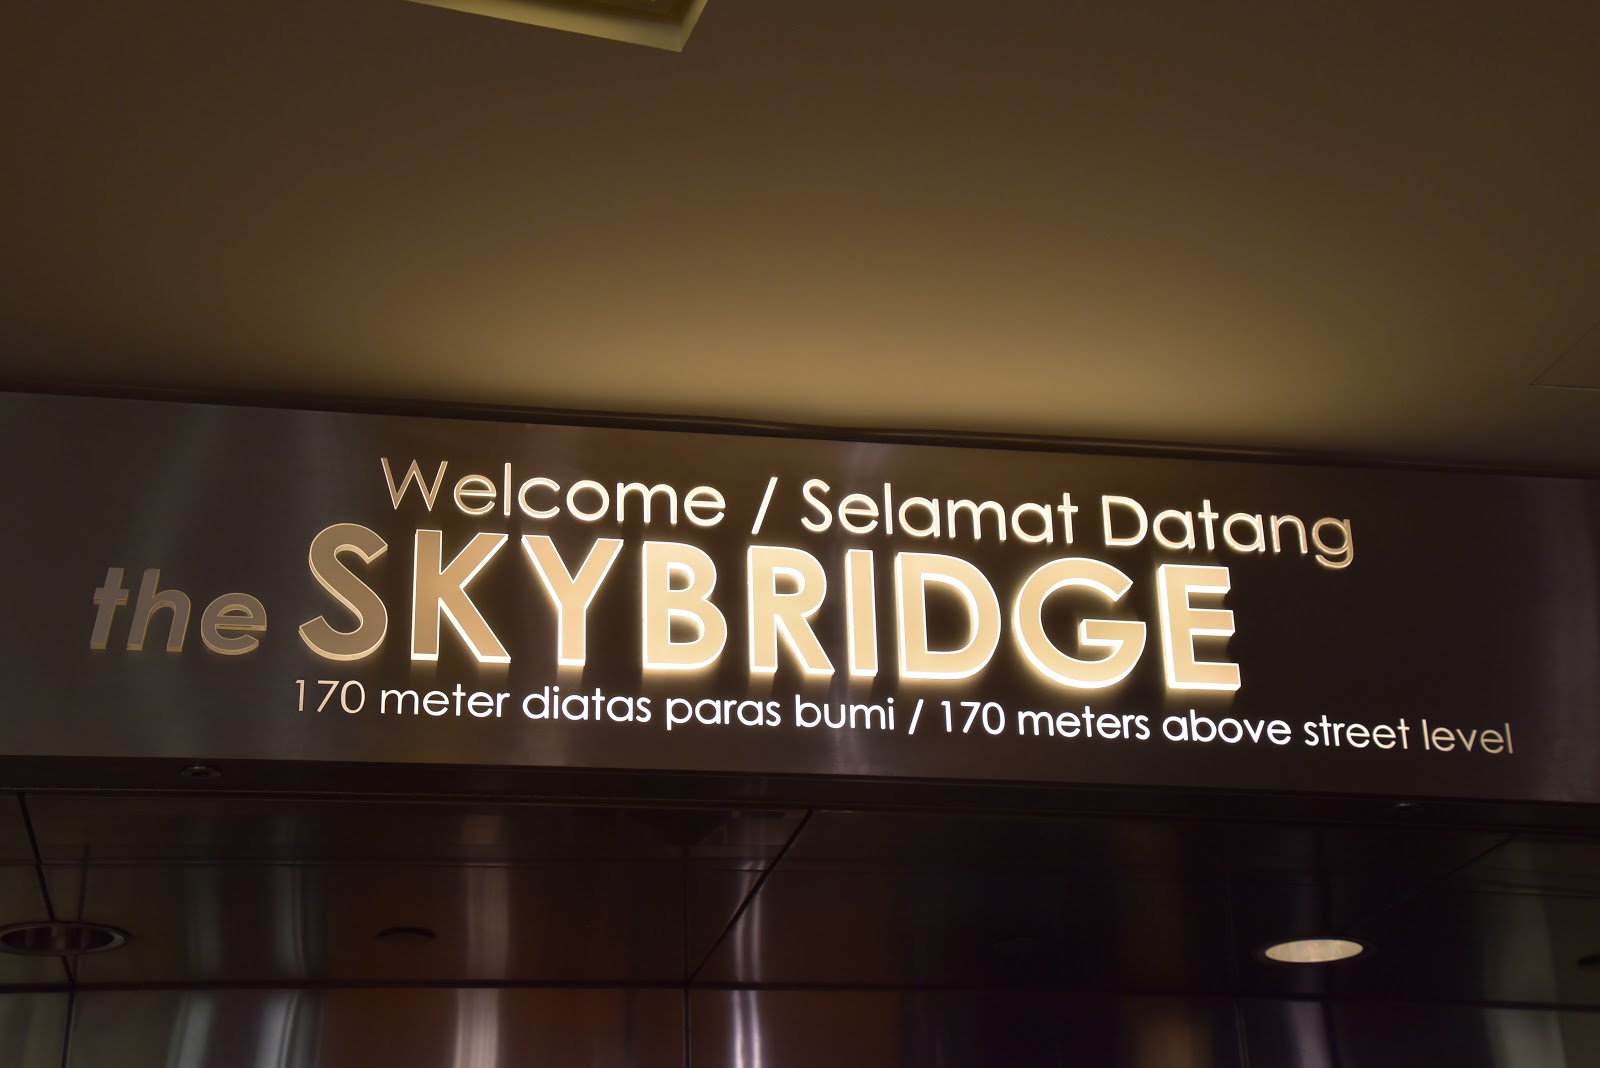 Welcome / Selamat Datang
the SKYBRIDGE
170 meter diatas paras bumi / 170 meters above street level